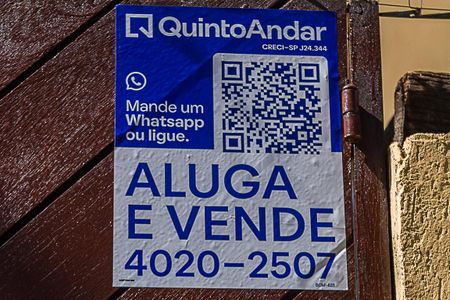 QuintoAndar
CRECI-SP J24.344
Mande um
Whatsapp
ou ligue.
ALUGA
E VENDE
4020-2507